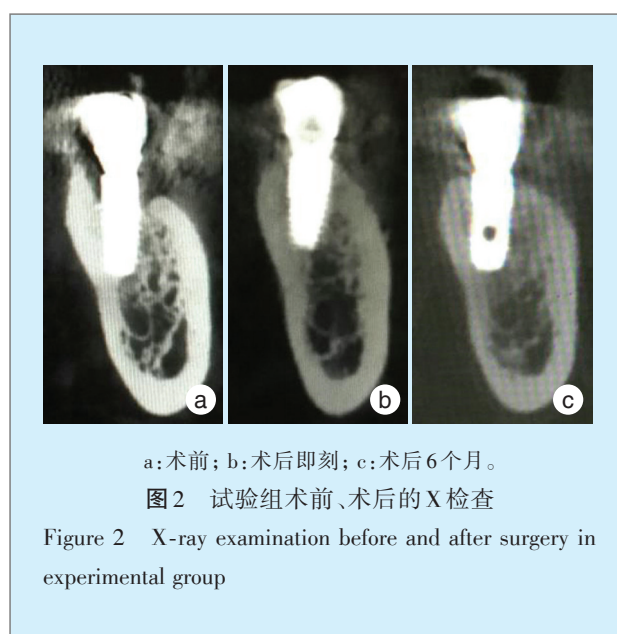 a
b
c
a:术前; b:术后即刻; c:术后6个月。
图2 试验组术前、术后的X检查
Figure 2 X-ray examination before and after surgery in
experimental group